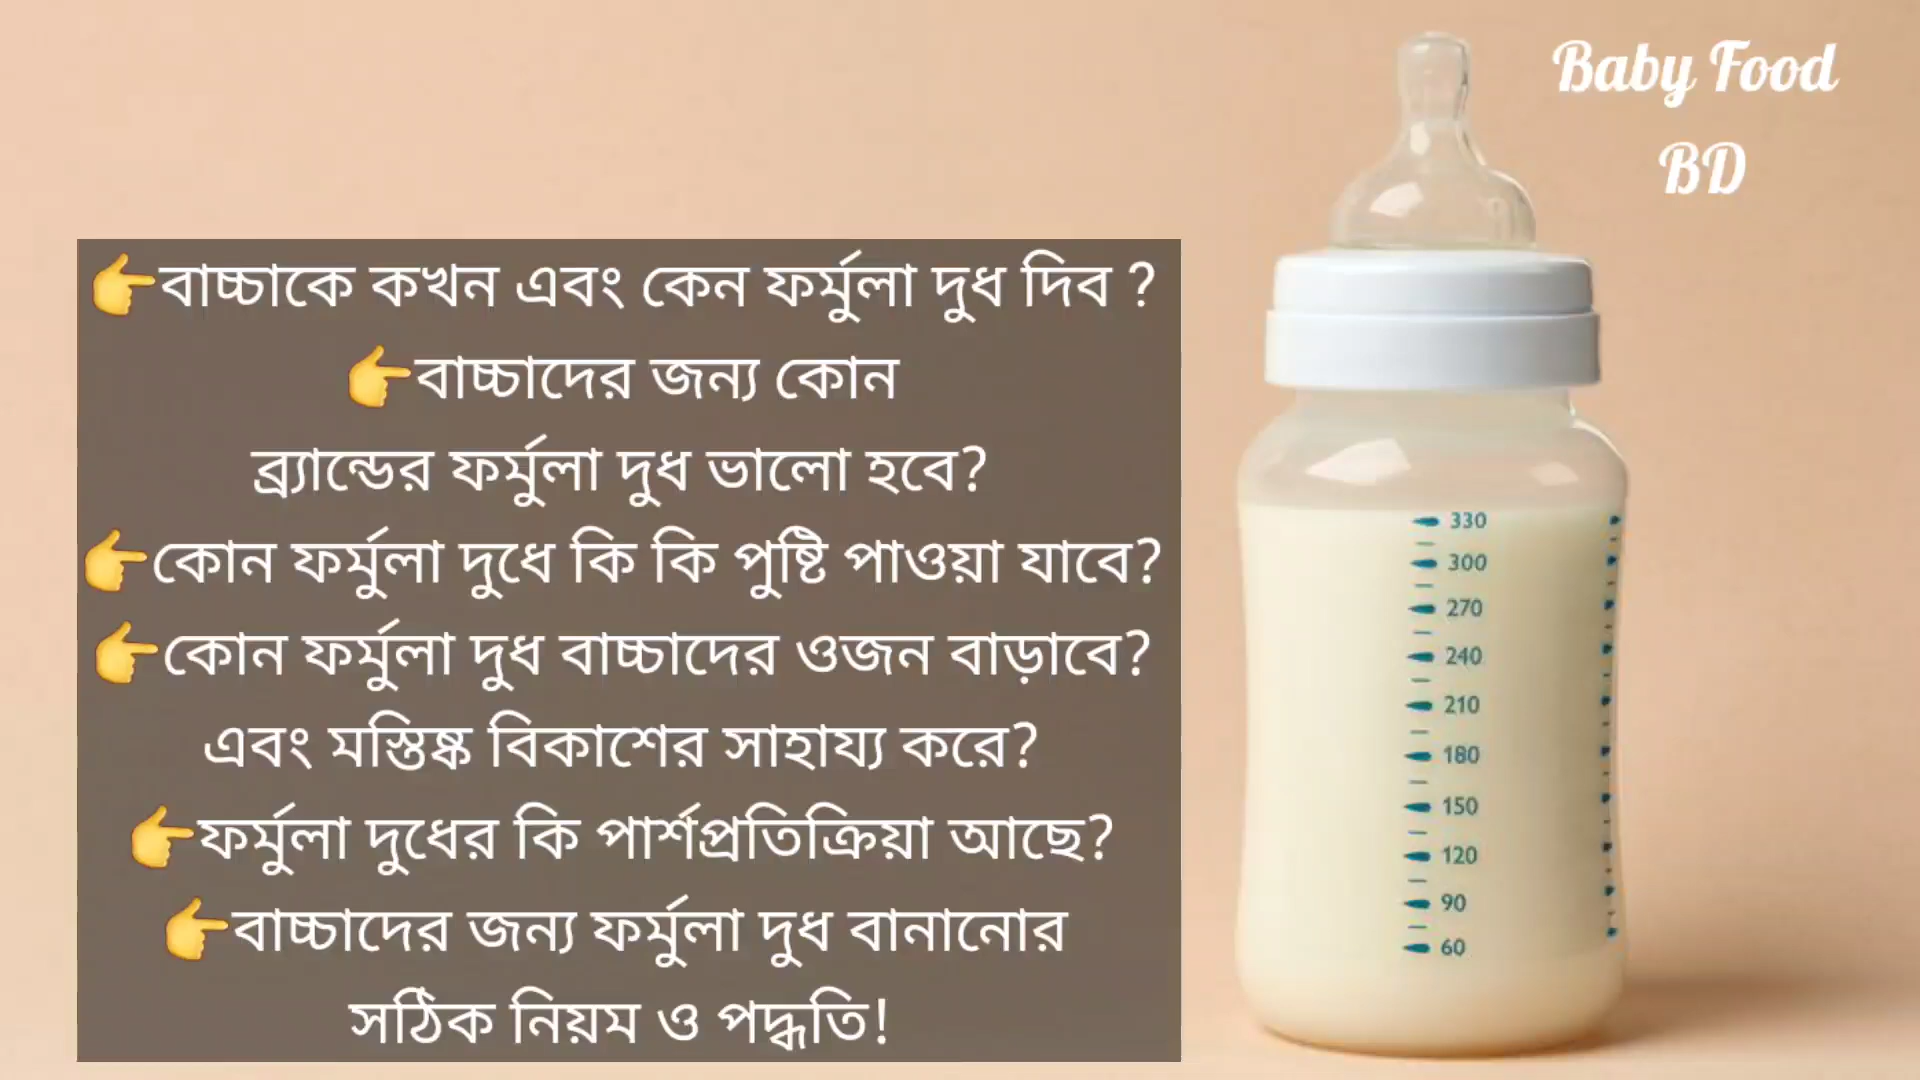 Baby Food
BD
👉বাচ্চাকে কখন এবং কেন ফর্মুলা দুধ দিব ?
👉বাচ্চাদের জন্য কোন
ব্র্যান্ডের ফর্মুলা দুধ ভালো হবে?
👉কোন ফর্মুলা দুধে কি কি পুষ্টি পাওয়া যাবে?
👉কোন ফর্মুলা দুধ বাচ্চাদের ওজন বাড়াবে?
এবং মস্তিষ্ক বিকাশের সাহায্য করে?
👉ফর্মুলা দুধের কি পার্শপ্রতিক্রিয়া আছে?
👉বাচ্চাদের জন্য ফর্মুলা দুধ বানানোর
সঠিক নিয়ম ও পদ্ধতি!
330
300
270
240
210
180
150
120
90
60